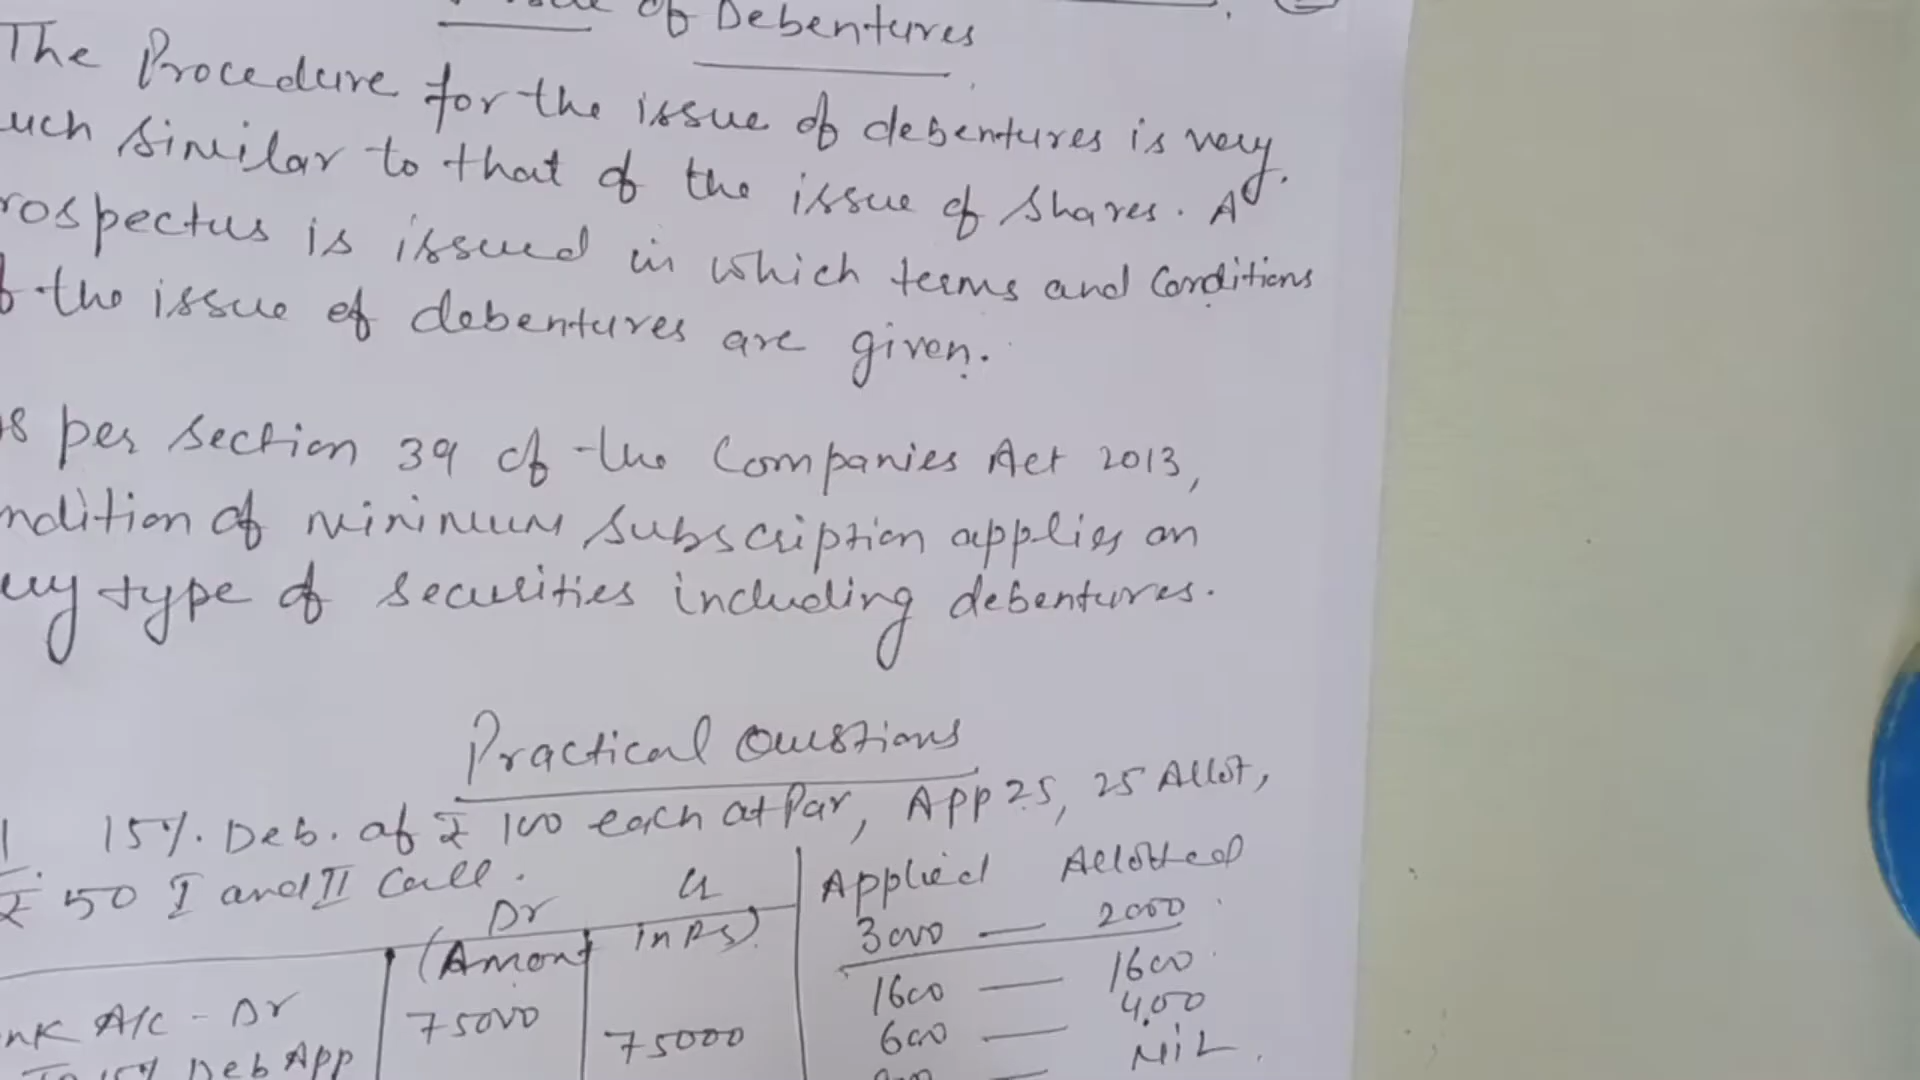 of Debentures
The Procedure for the issue of debentures is very
uch similar to that of the issue of shares. A
rospectus is issued in which terms and Conditions
of the issue of debentures are given.
as per section 39 of the Companies Act 2013,
ndition of minimum subscription applies on
ery type of securities including debentures.
Practical Questions
1 15%. Deb. of ₹ 100 each at Par, App 25, 25 Allot,
₹ 50 I and II Call.
Dr Cr
(Amount in Rs)
Applied Allotted
3000 — 2000
1600 — 1600
600 — 400
NIL
nk A/C - Dr 75000
To 15% Deb App 75000